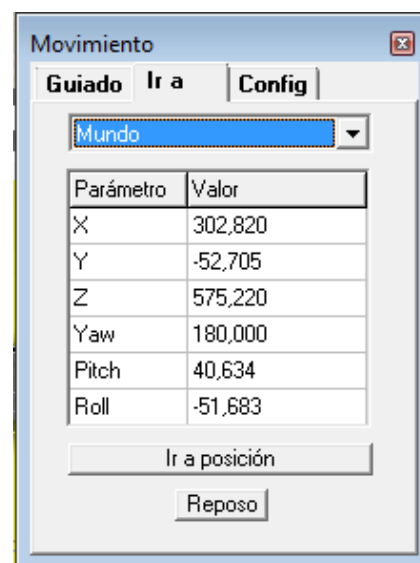 Movimiento
Guiado Ir a Config
Mundo
Parámetro Valor
X 302,820
Y -52,705
Z 575,220
Yaw 180,000
Pitch 40,634
Roll -51,683
Ir a posición
Reposo